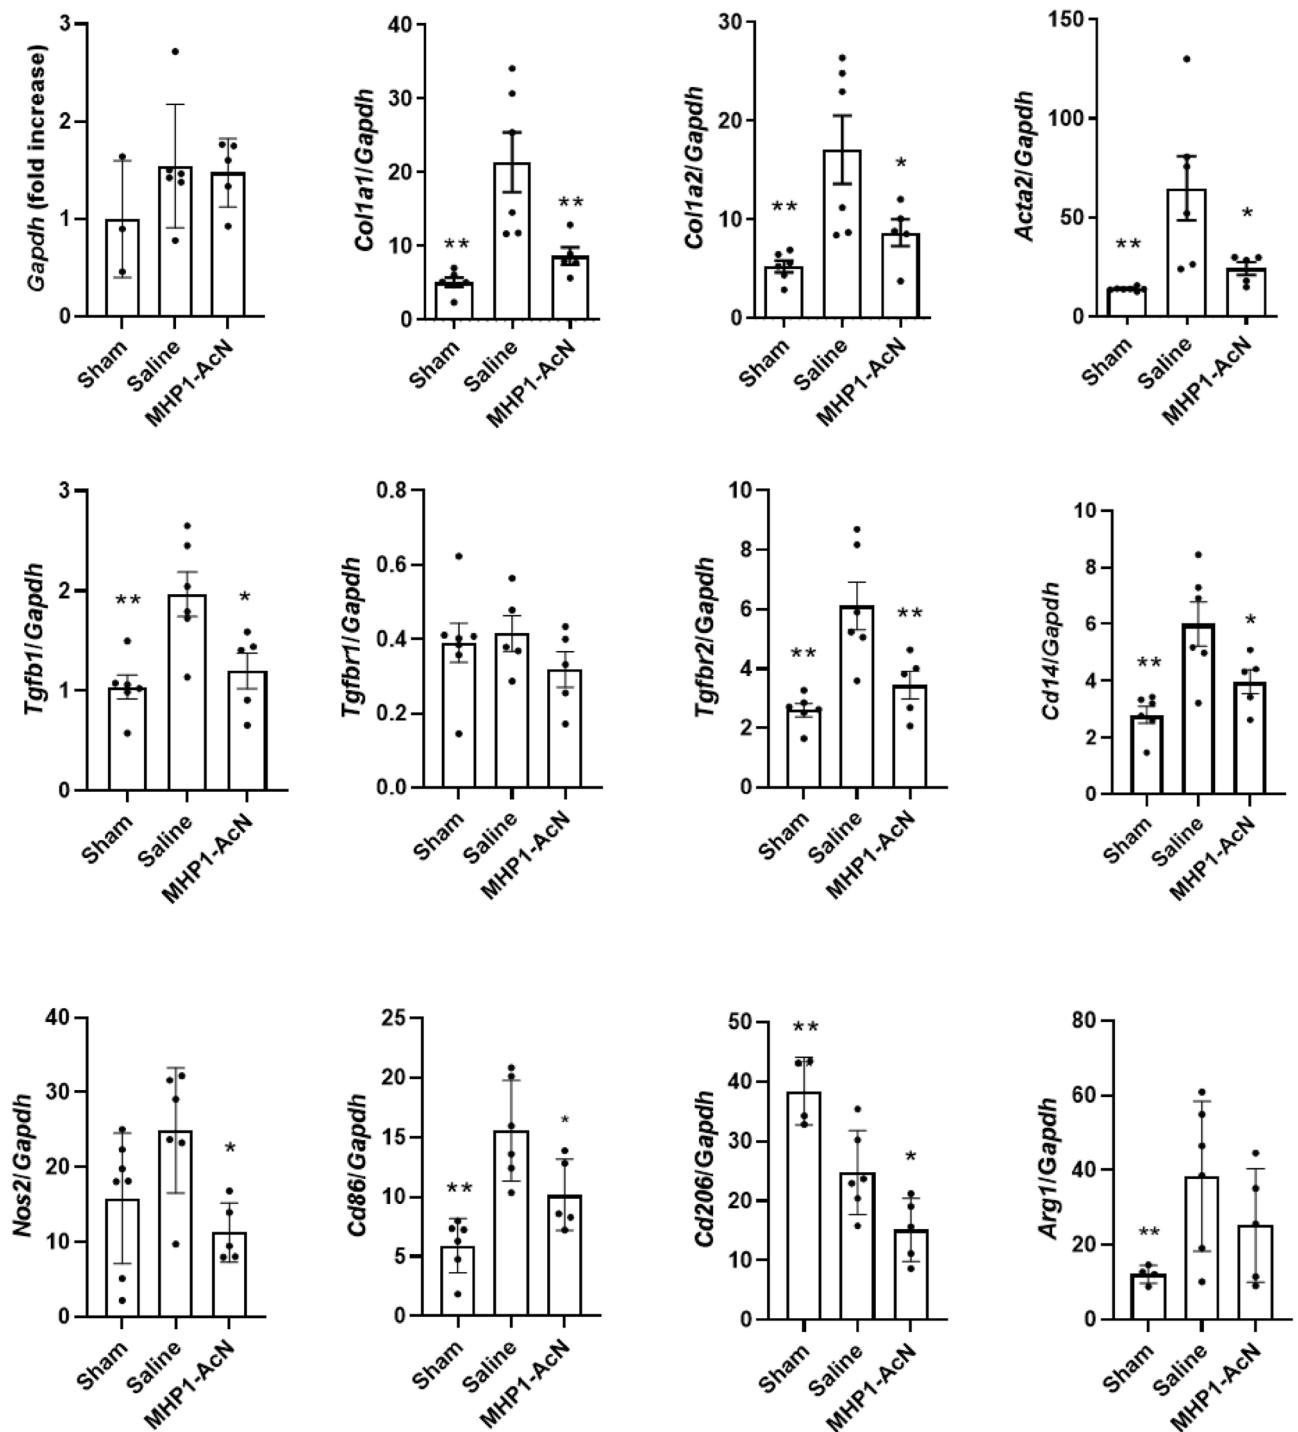 Gapdh (fold increase)
3
2
1
0
Sham
Saline
MHP1-AcN
Col1a1/Gapdh
40
30
20
10
0
**
**
Sham
Saline
MHP1-AcN
Col1a2/Gapdh
30
20
10
0
**
*
Sham
Saline
MHP1-AcN
Acta2/Gapdh
150
100
50
0
**
*
Sham
Saline
MHP1-AcN
Tgfb1/Gapdh
3
2
1
0
**
*
Sham
Saline
MHP1-AcN
Tgfbr1/Gapdh
0.8
0.6
0.4
0.2
0.0
Sham
Saline
MHP1-AcN
Tgfbr2/Gapdh
10
8
6
4
2
0
**
**
Sham
Saline
MHP1-AcN
Cd14/Gapdh
10
8
6
4
2
0
**
*
Sham
Saline
MHP1-AcN
Nos2/Gapdh
40
30
20
10
0
*
Sham
Saline
MHP1-AcN
Cd86/Gapdh
25
20
15
10
5
0
**
*
Sham
Saline
MHP1-AcN
Cd206/Gapdh
50
40
30
20
10
0
**
*
Sham
Saline
MHP1-AcN
Arg1/Gapdh
80
60
40
20
0
**
Sham
Saline
MHP1-AcN